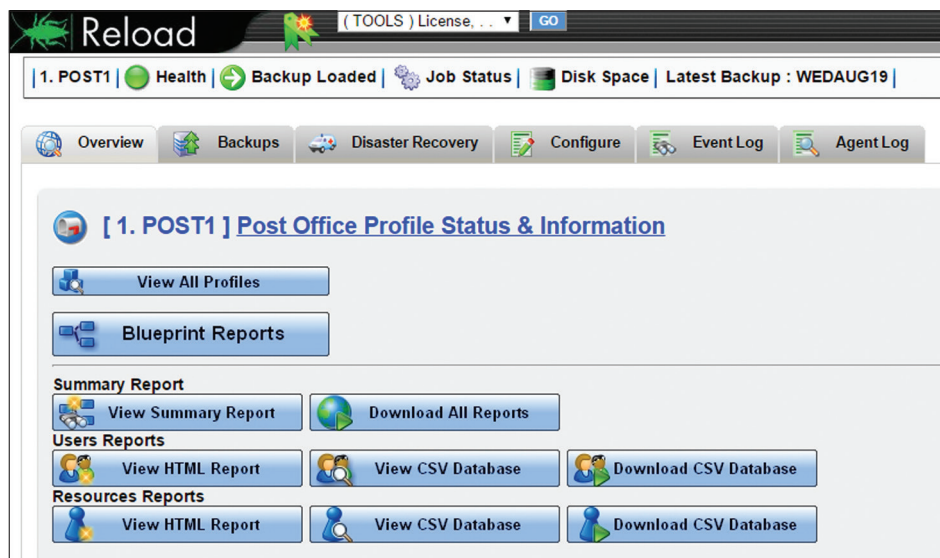 Reload
( TOOLS ) License, . . GO
1. POST1 | Health | Backup Loaded | Job Status | Disk Space | Latest Backup : WEDAUG19 |
Overview Backups Disaster Recovery Configure Event Log Agent Log
[ 1. POST1 ] Post Office Profile Status & Information
View All Profiles
Blueprint Reports
Summary Report
View Summary Report Download All Reports
Users Reports
View HTML Report View CSV Database Download CSV Database
Resources Reports
View HTML Report View CSV Database Download CSV Database